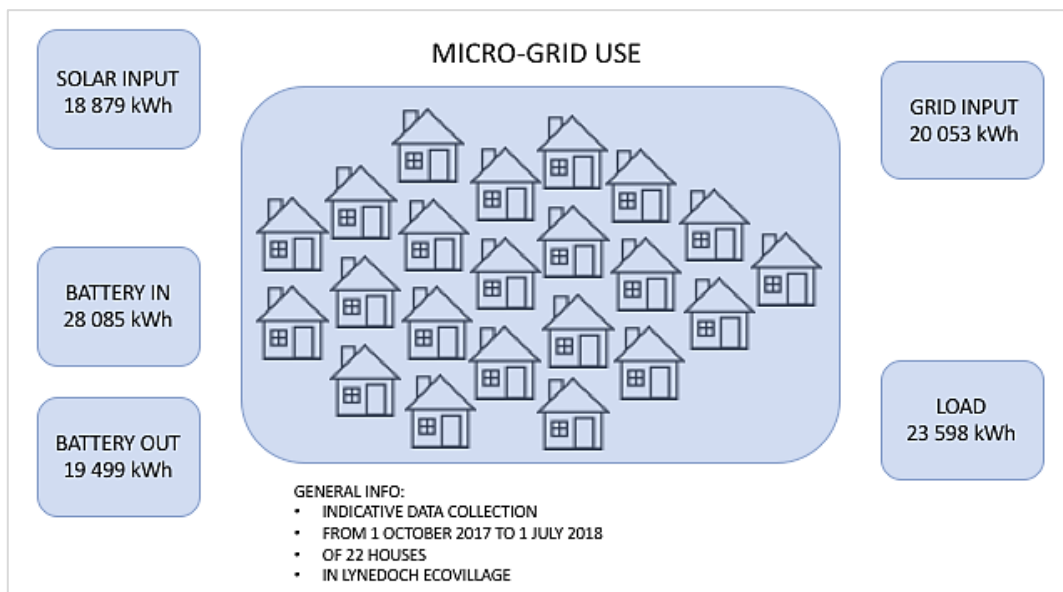 MICRO-GRID USE
SOLAR INPUT
18 879 kWh
GRID INPUT
20 053 kWh
BATTERY IN
28 085 kWh
BATTERY OUT
19 499 kWh
LOAD
23 598 kWh
GENERAL INFO:
• INDICATIVE DATA COLLECTION
• FROM 1 OCTOBER 2017 TO 1 JULY 2018
• OF 22 HOUSES
• IN LYNEDOCH ECOVILLAGE